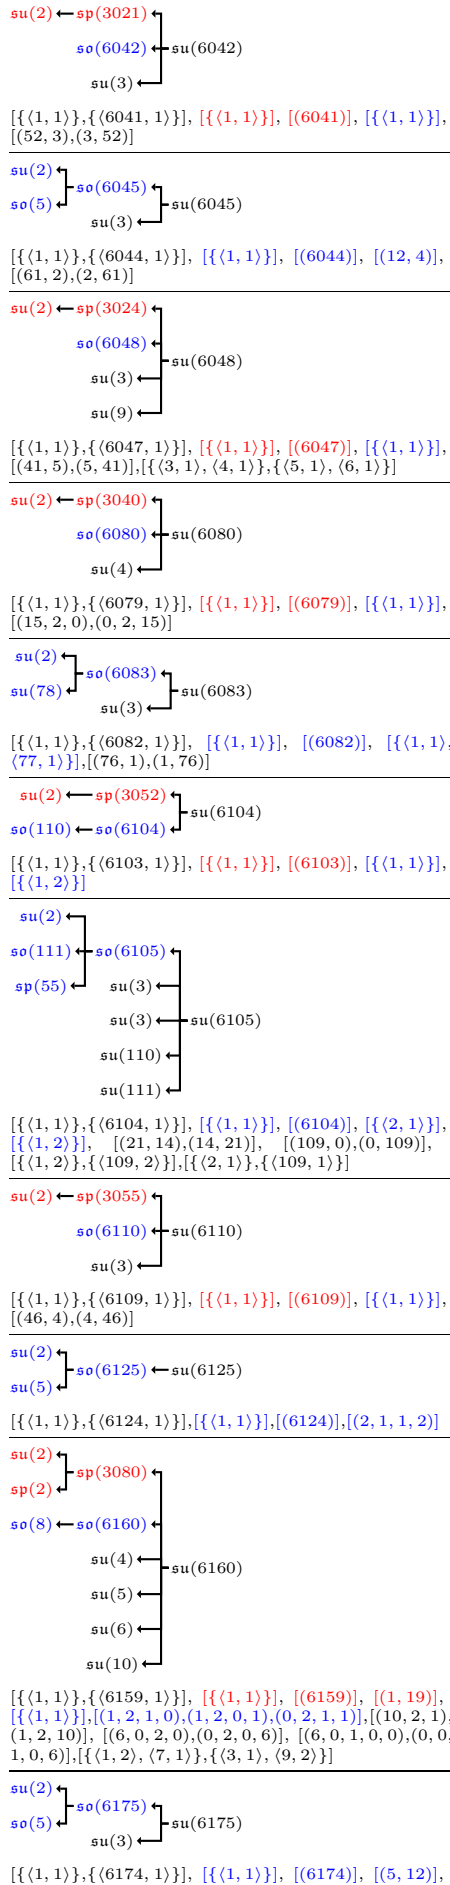 𝔰𝔲(2) 𝔰𝔭(3021)
𝔰𝔬(6042) 𝔰𝔲(6042)
𝔰𝔲(3)
[{⟨1, 1⟩},{⟨6041, 1⟩}], [{⟨1, 1⟩}], [(6041)], [{⟨1, 1⟩}],
[(52, 3),(3, 52)]
𝔰𝔲(2)
𝔰𝔬(6045)
𝔰𝔬(5)
𝔰𝔲(6045)
𝔰𝔲(3)
[{⟨1, 1⟩},{⟨6044, 1⟩}], [{⟨1, 1⟩}], [(6044)], [(12, 4)],
[(61, 2),(2, 61)]
𝔰𝔲(2) 𝔰𝔭(3024)
𝔰𝔬(6048)
𝔰𝔲(6048)
𝔰𝔲(3)
𝔰𝔲(9)
[{⟨1, 1⟩},{⟨6047, 1⟩}], [{⟨1, 1⟩}], [(6047)], [{⟨1, 1⟩}],
[(41, 5),(5, 41)],[{⟨3, 1⟩, ⟨4, 1⟩},{⟨5, 1⟩, ⟨6, 1⟩}]
𝔰𝔲(2) 𝔰𝔭(3040)
𝔰𝔬(6080) 𝔰𝔲(6080)
𝔰𝔲(4)
[{⟨1, 1⟩},{⟨6079, 1⟩}], [{⟨1, 1⟩}], [(6079)], [{⟨1, 1⟩}],
[(15, 2, 0),(0, 2, 15)]
𝔰𝔲(2)
𝔰𝔬(6083)
𝔰𝔲(78) 𝔰𝔲(6083)
𝔰𝔲(3)
[{⟨1, 1⟩},{⟨6082, 1⟩}], [{⟨1, 1⟩}], [(6082)], [{⟨1, 1⟩,
⟨77, 1⟩}],[(76, 1),(1, 76)]
𝔰𝔲(2) 𝔰𝔭(3052)
𝔰𝔲(6104)
𝔰𝔬(110) 𝔰𝔬(6104)
[{⟨1, 1⟩},{⟨6103, 1⟩}], [{⟨1, 1⟩}], [(6103)], [{⟨1, 1⟩}],
[{⟨1, 2⟩}]
𝔰𝔲(2)
𝔰𝔬(111) 𝔰𝔬(6105)
𝔰𝔭(55) 𝔰𝔲(3)
𝔰𝔲(3) 𝔰𝔲(6105)
𝔰𝔲(110)
𝔰𝔲(111)
[{⟨1, 1⟩},{⟨6104, 1⟩}], [{⟨1, 1⟩}], [(6104)], [{⟨2, 1⟩}],
[{⟨1, 2⟩}], [(21, 14),(14, 21)], [(109, 0),(0, 109)],
[{⟨1, 2⟩},{⟨109, 2⟩}],[{⟨2, 1⟩},{⟨109, 1⟩}]
𝔰𝔲(2) 𝔰𝔭(3055)
𝔰𝔬(6110) 𝔰𝔲(6110)
𝔰𝔲(3)
[{⟨1, 1⟩},{⟨6109, 1⟩}], [{⟨1, 1⟩}], [(6109)], [{⟨1, 1⟩}],
[(46, 4),(4, 46)]
𝔰𝔲(2)
𝔰𝔬(6125) 𝔰𝔲(6125)
𝔰𝔲(5)
[{⟨1, 1⟩},{⟨6124, 1⟩}],[{⟨1, 1⟩}],[(6124)],[(2, 1, 1, 2)]
𝔰𝔲(2)
𝔰𝔭(3080)
𝔰𝔭(2)
𝔰𝔬(8) 𝔰𝔬(6160)
𝔰𝔲(4)
𝔰𝔲(6160)
𝔰𝔲(5)
𝔰𝔲(6)
𝔰𝔲(10)
[{⟨1, 1⟩},{⟨6159, 1⟩}], [{⟨1, 1⟩}], [(6159)], [(1, 19)],
[{⟨1, 1⟩}],[(1, 2, 1, 0),(1, 2, 0, 1),(0, 2, 1, 1)],[(10, 2, 1),
(1, 2, 10)], [(6, 0, 2, 0),(0, 2, 0, 6)], [(6, 0, 1, 0, 0),(0, 0,
1, 0, 6)],[{⟨1, 2⟩, ⟨7, 1⟩},{⟨3, 1⟩, ⟨9, 2⟩}]
𝔰𝔲(2)
𝔰𝔬(6175)
𝔰𝔬(5) 𝔰𝔲(6175)
𝔰𝔲(3)
[{⟨1, 1⟩},{⟨6174, 1⟩}], [{⟨1, 1⟩}], [(6174)], [(5, 12)],